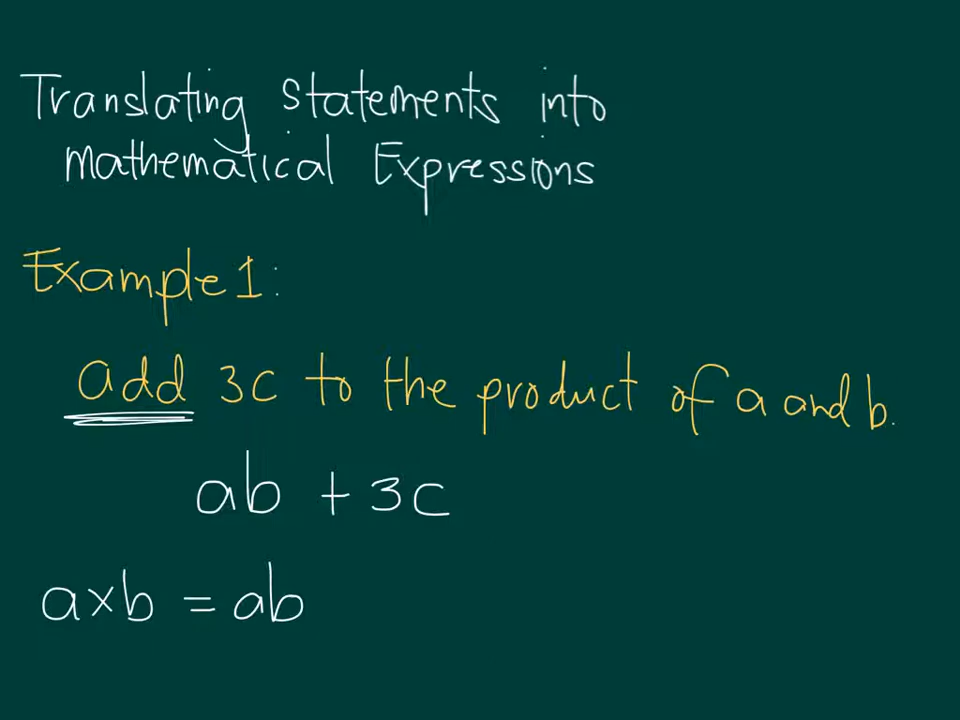 Translating Statements into
mathematical Expressions
Example 1:
add 3c to the product of a and b.
ab + 3c
a×b = ab